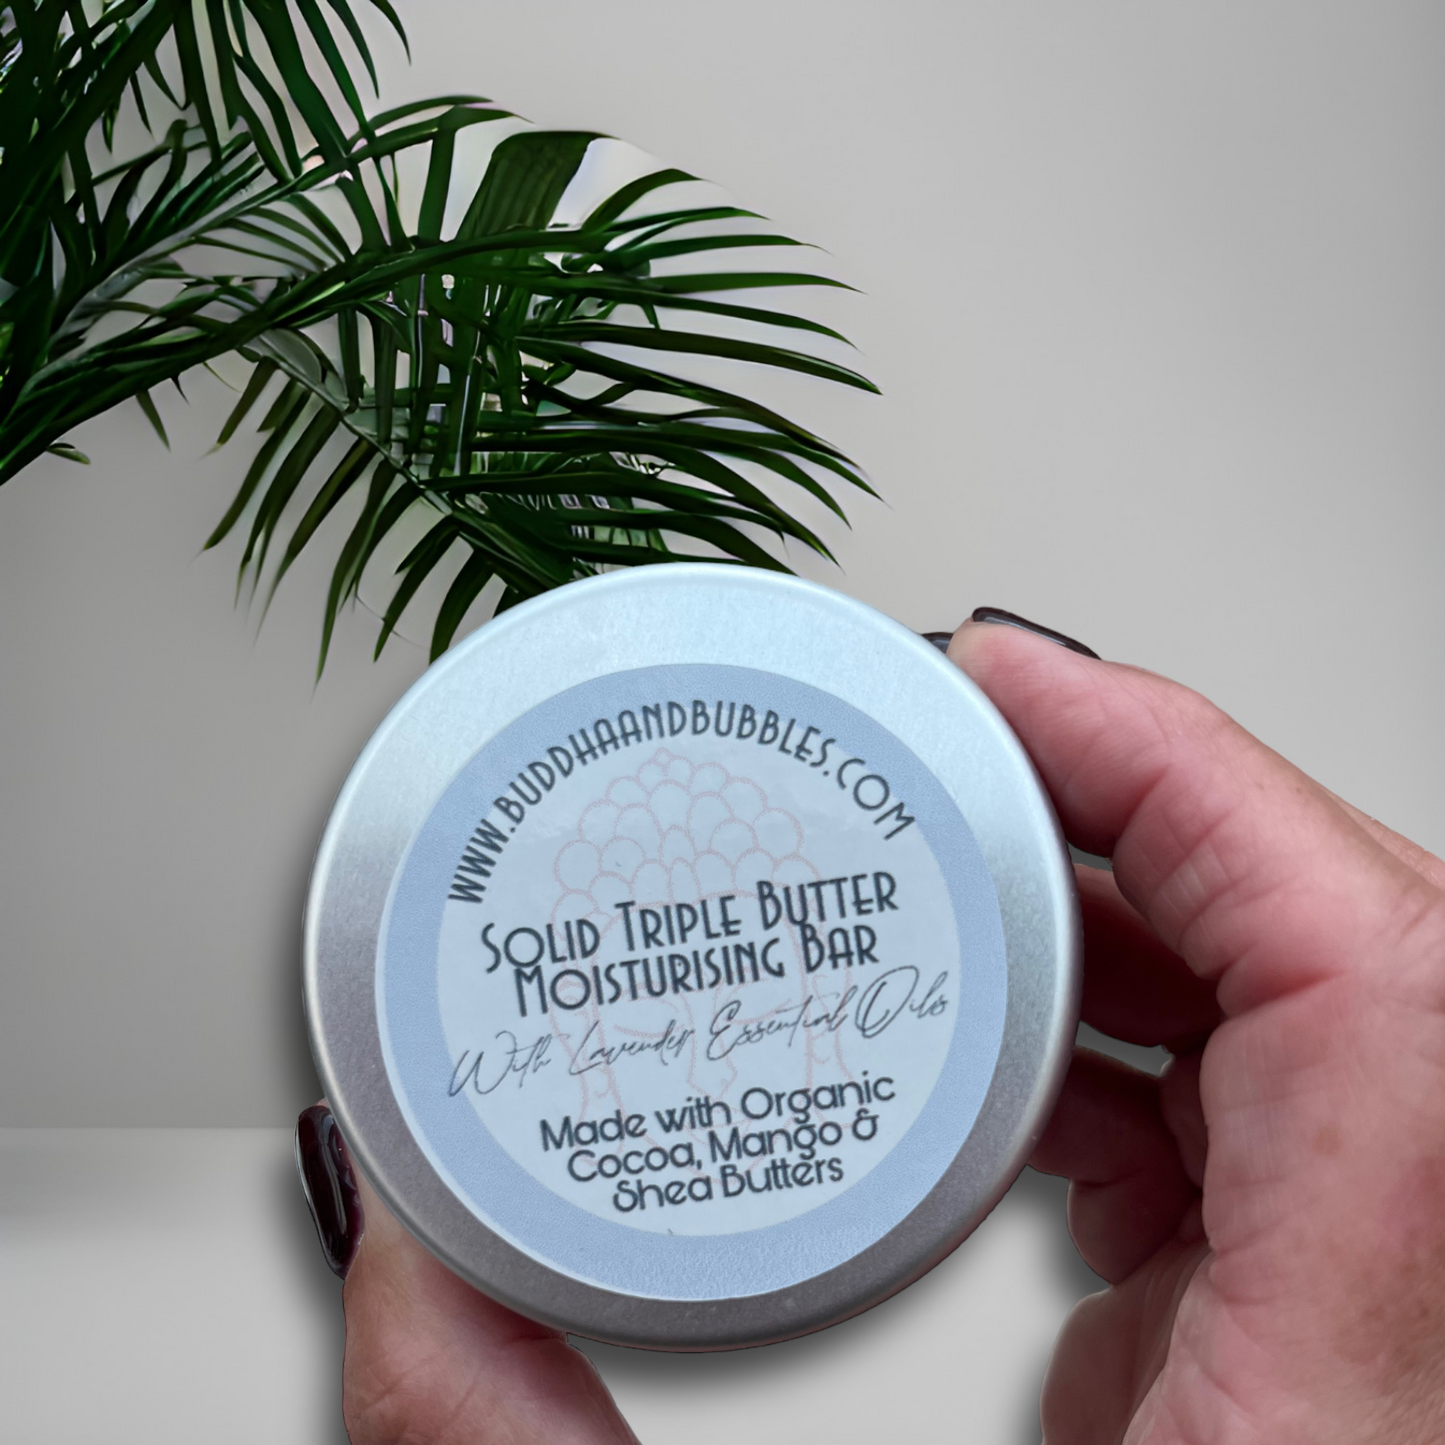 WWW.BUDDHAANDBUBBLES.COM
SOLID TRIPLE BUTTER
MOISTURISING BAR
With Lavender Essential Oils
Made with Organic
Cocoa, Mango &
Shea Butters